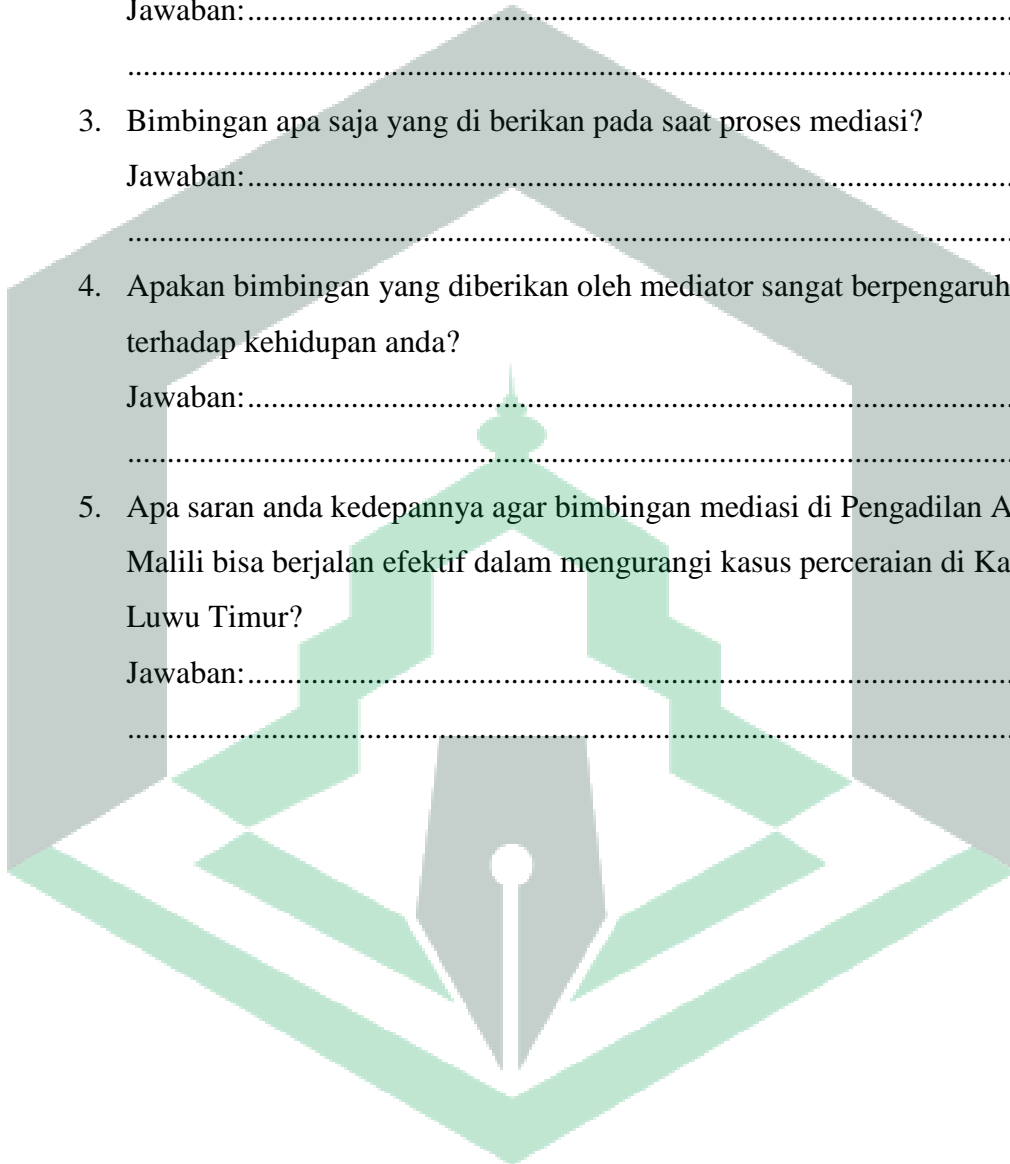 Jawaban:..........................................................................................................
..........................................................................................................
3. Bimbingan apa saja yang di berikan pada saat proses mediasi?
Jawaban:..........................................................................................................
..........................................................................................................
4. Apakan bimbingan yang diberikan oleh mediator sangat berpengaruh
terhadap kehidupan anda?
Jawaban:..........................................................................................................
..........................................................................................................
5. Apa saran anda kedepannya agar bimbingan mediasi di Pengadilan A
Malili bisa berjalan efektif dalam mengurangi kasus perceraian di Ka
Luwu Timur?
Jawaban:..........................................................................................................
..........................................................................................................